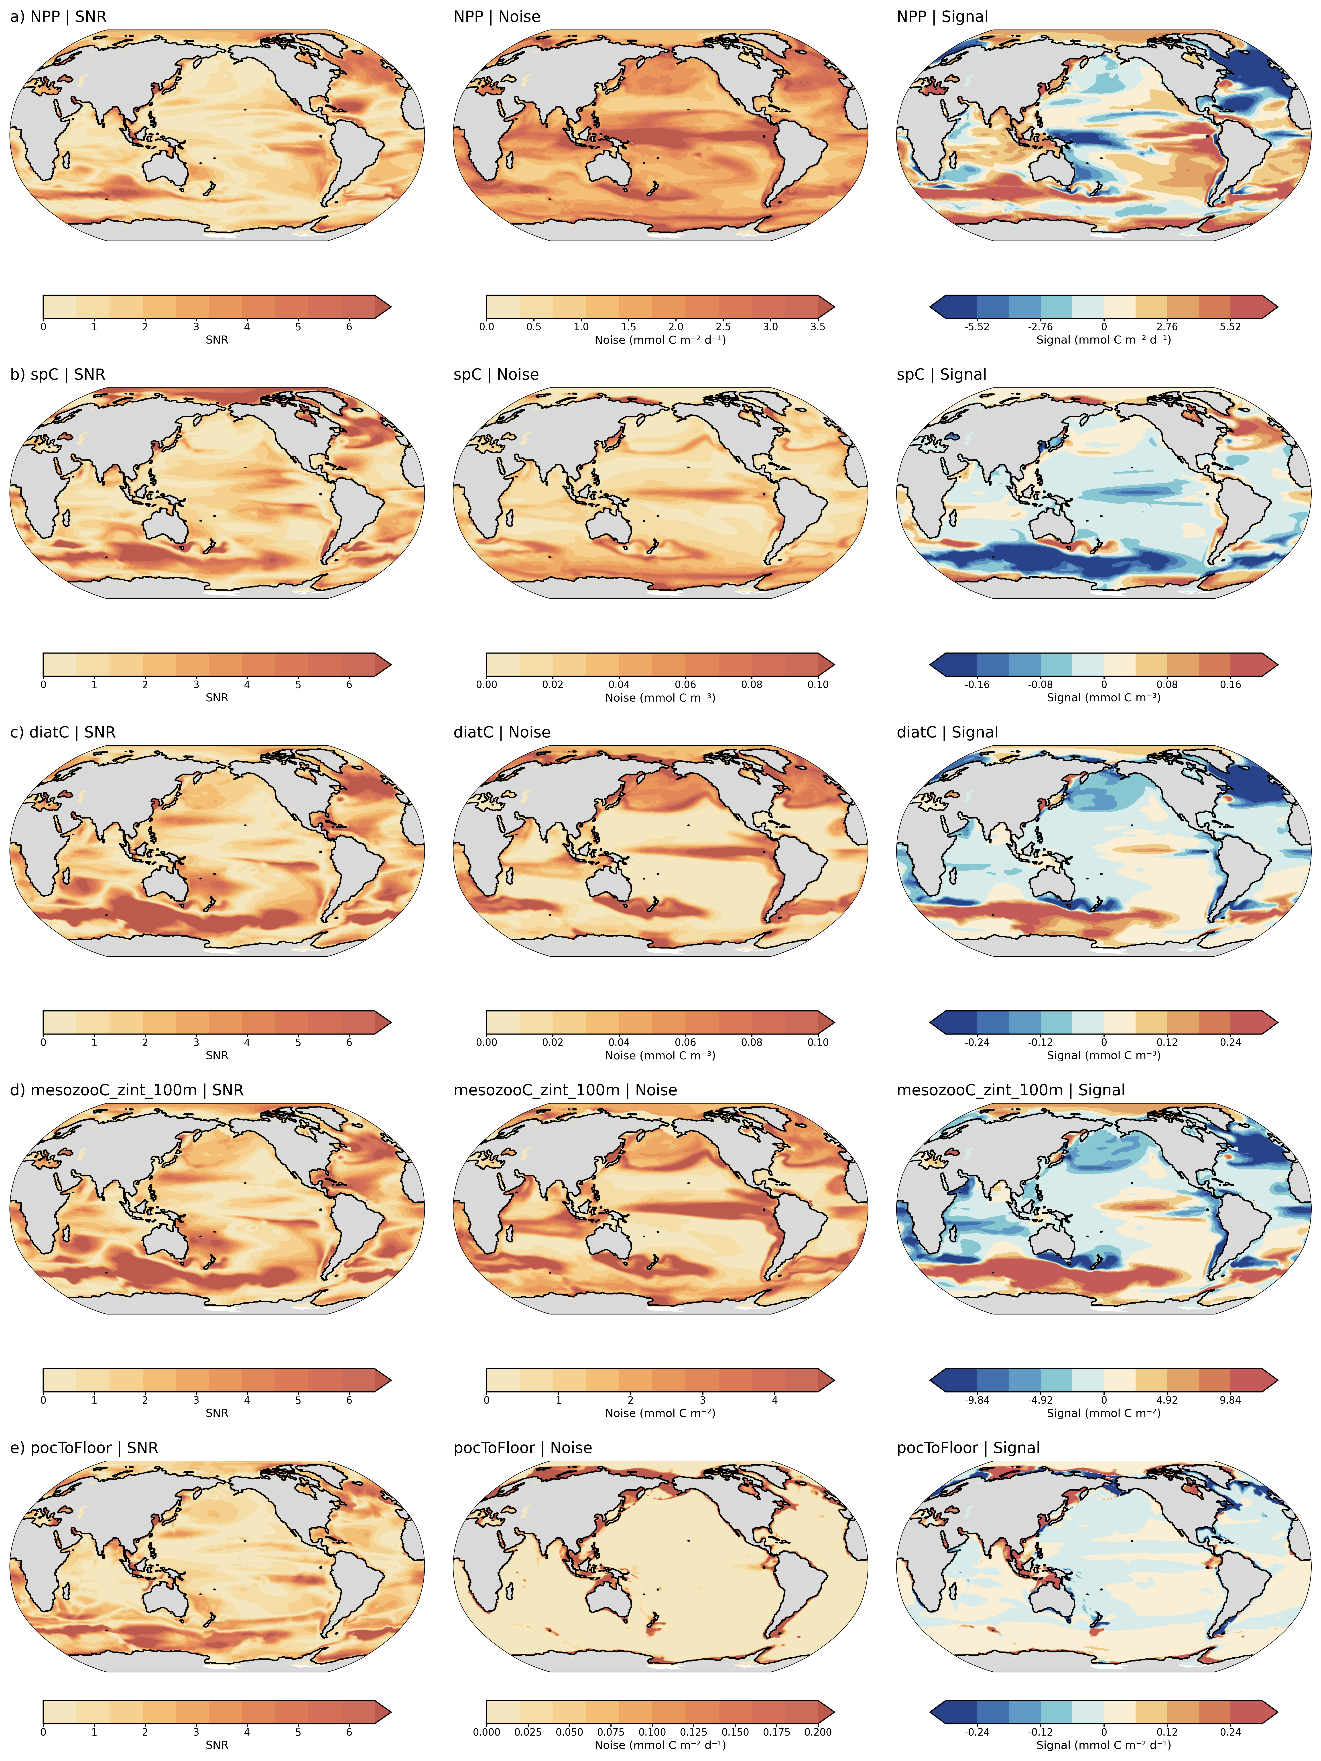 a) NPP | SNR
NPP | Noise
NPP | Signal
0 1 2 3 4 5 6
SNR
0.0 0.5 1.0 1.5 2.0 2.5 3.0 3.5
Noise (mmol C m⁻² d⁻¹)
-5.52 -2.76 0 2.76 5.52
Signal (mmol C m⁻² d⁻¹)
b) spC | SNR
spC | Noise
spC | Signal
0 1 2 3 4 5 6
SNR
0.00 0.02 0.04 0.06 0.08 0.10
Noise (mmol C m⁻³)
-0.16 -0.08 0 0.08 0.16
Signal (mmol C m⁻³)
c) diatC | SNR
diatC | Noise
diatC | Signal
0 1 2 3 4 5 6
SNR
0.00 0.02 0.04 0.06 0.08 0.10
Noise (mmol C m⁻³)
-0.24 -0.12 0 0.12 0.24
Signal (mmol C m⁻³)
d) mesozooC_zint_100m | SNR
mesozooC_zint_100m | Noise
mesozooC_zint_100m | Signal
0 1 2 3 4 5 6
SNR
0 1 2 3 4
Noise (mmol C m⁻²)
-9.84 -4.92 0 4.92 9.84
Signal (mmol C m⁻²)
e) pocToFloor | SNR
pocToFloor | Noise
pocToFloor | Signal
0 1 2 3 4 5 6
SNR
0.000 0.025 0.050 0.075 0.100 0.125 0.150 0.175 0.200
Noise (mmol C m⁻² d⁻¹)
-0.24 -0.12 0 0.12 0.24
Signal (mmol C m⁻² d⁻¹)